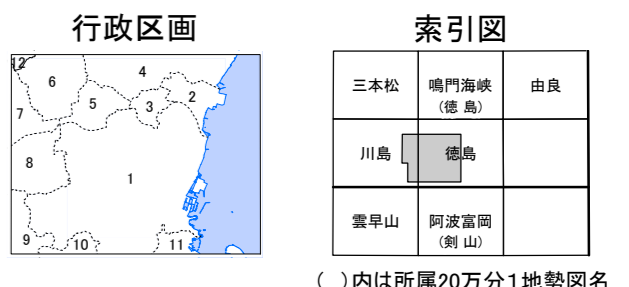 行政区画
12
6
4
5
3
2
7
8
1
9
10
11
索引図
三本松
鳴門海峡
(徳 島)
由良
川島
徳島
雲早山
阿波富岡
(剣 山)
( )内は所属20万分1地勢図名